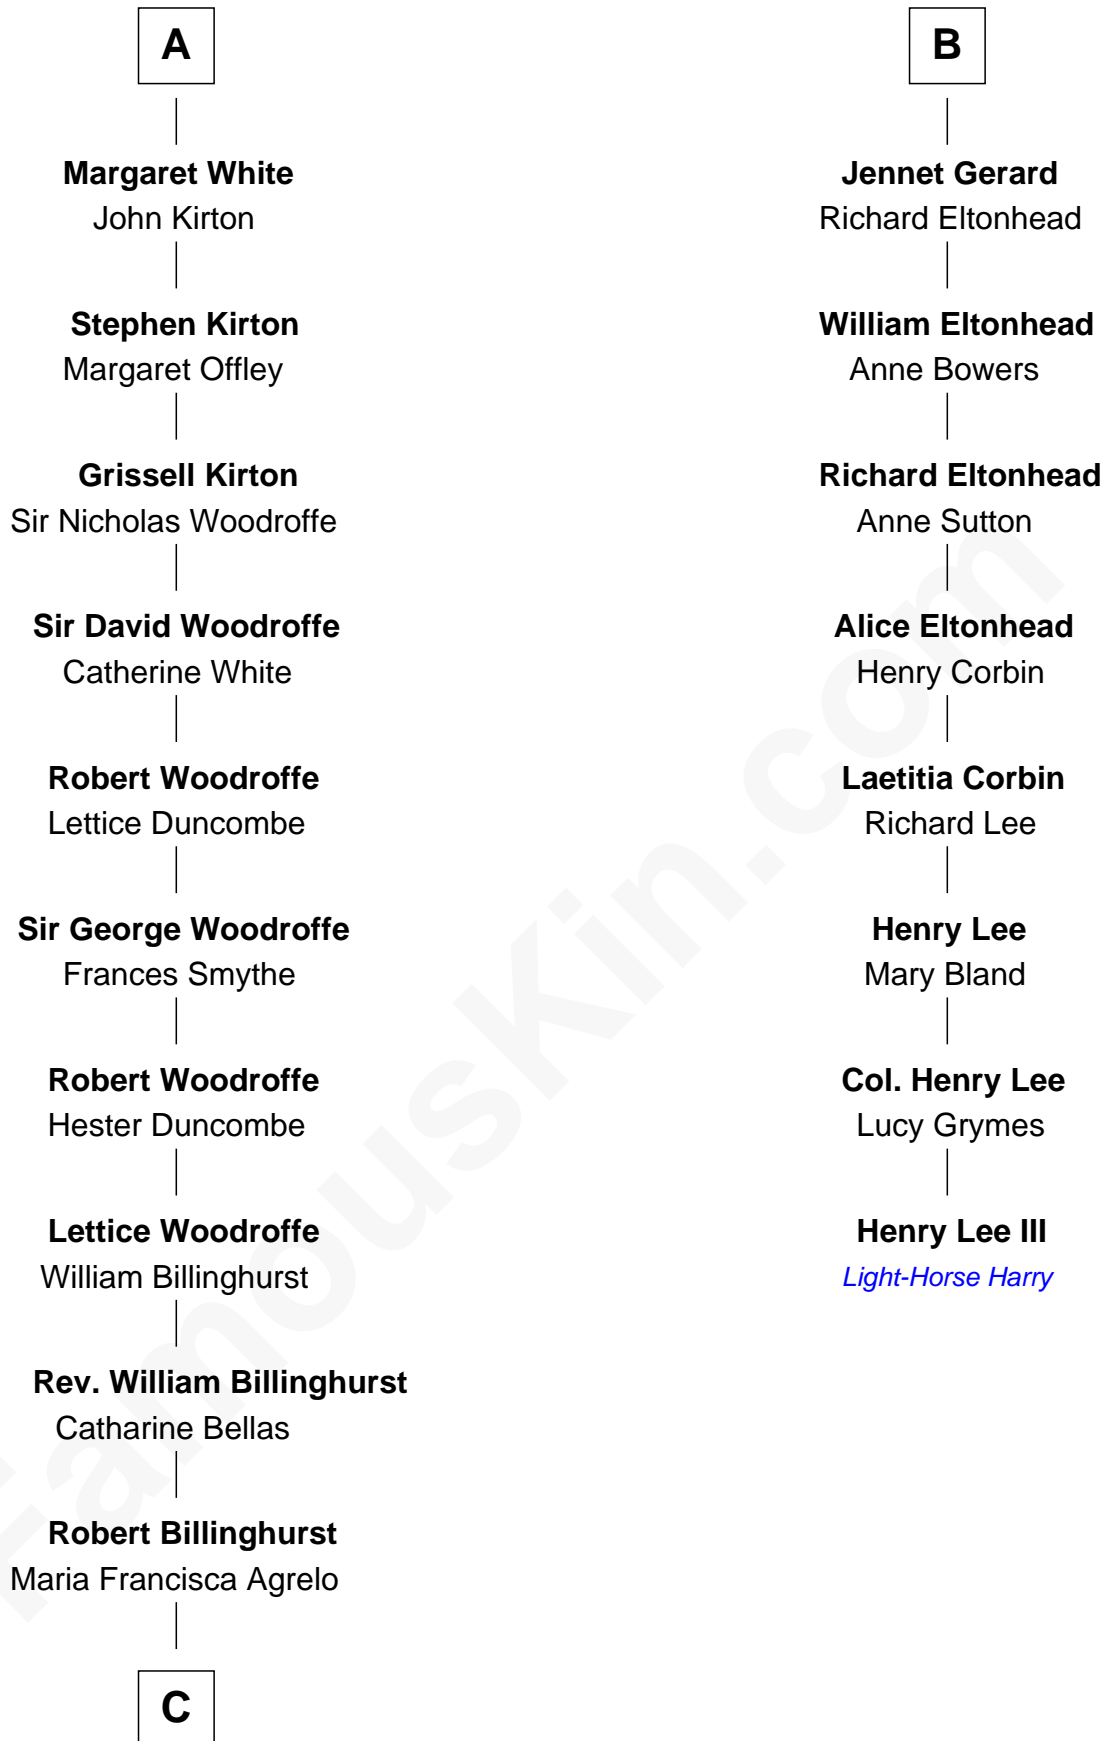 A
Margaret White
John Kirton
Stephen Kirton
Margaret Offley
Grissell Kirton
Sir Nicholas Woodroffe
Sir David Woodroffe
Catherine White
Robert Woodroffe
Lettice Duncombe
Sir George Woodroffe
Frances Smythe
Robert Woodroffe
Hester Duncombe
Lettice Woodroffe
William Billinghurst
Rev. William Billinghurst
Catharine Bellas
Robert Billinghurst
Maria Francisca Agrelo
C
B
Jennet Gerard
Richard Eltonhead
William Eltonhead
Anne Bowers
Richard Eltonhead
Anne Sutton
Alice Eltonhead
Henry Corbin
Laetitia Corbin
Richard Lee
Henry Lee
Mary Bland
Col. Henry Lee
Lucy Grymes
Henry Lee III
Light-Horse Harry
FamousKin.com